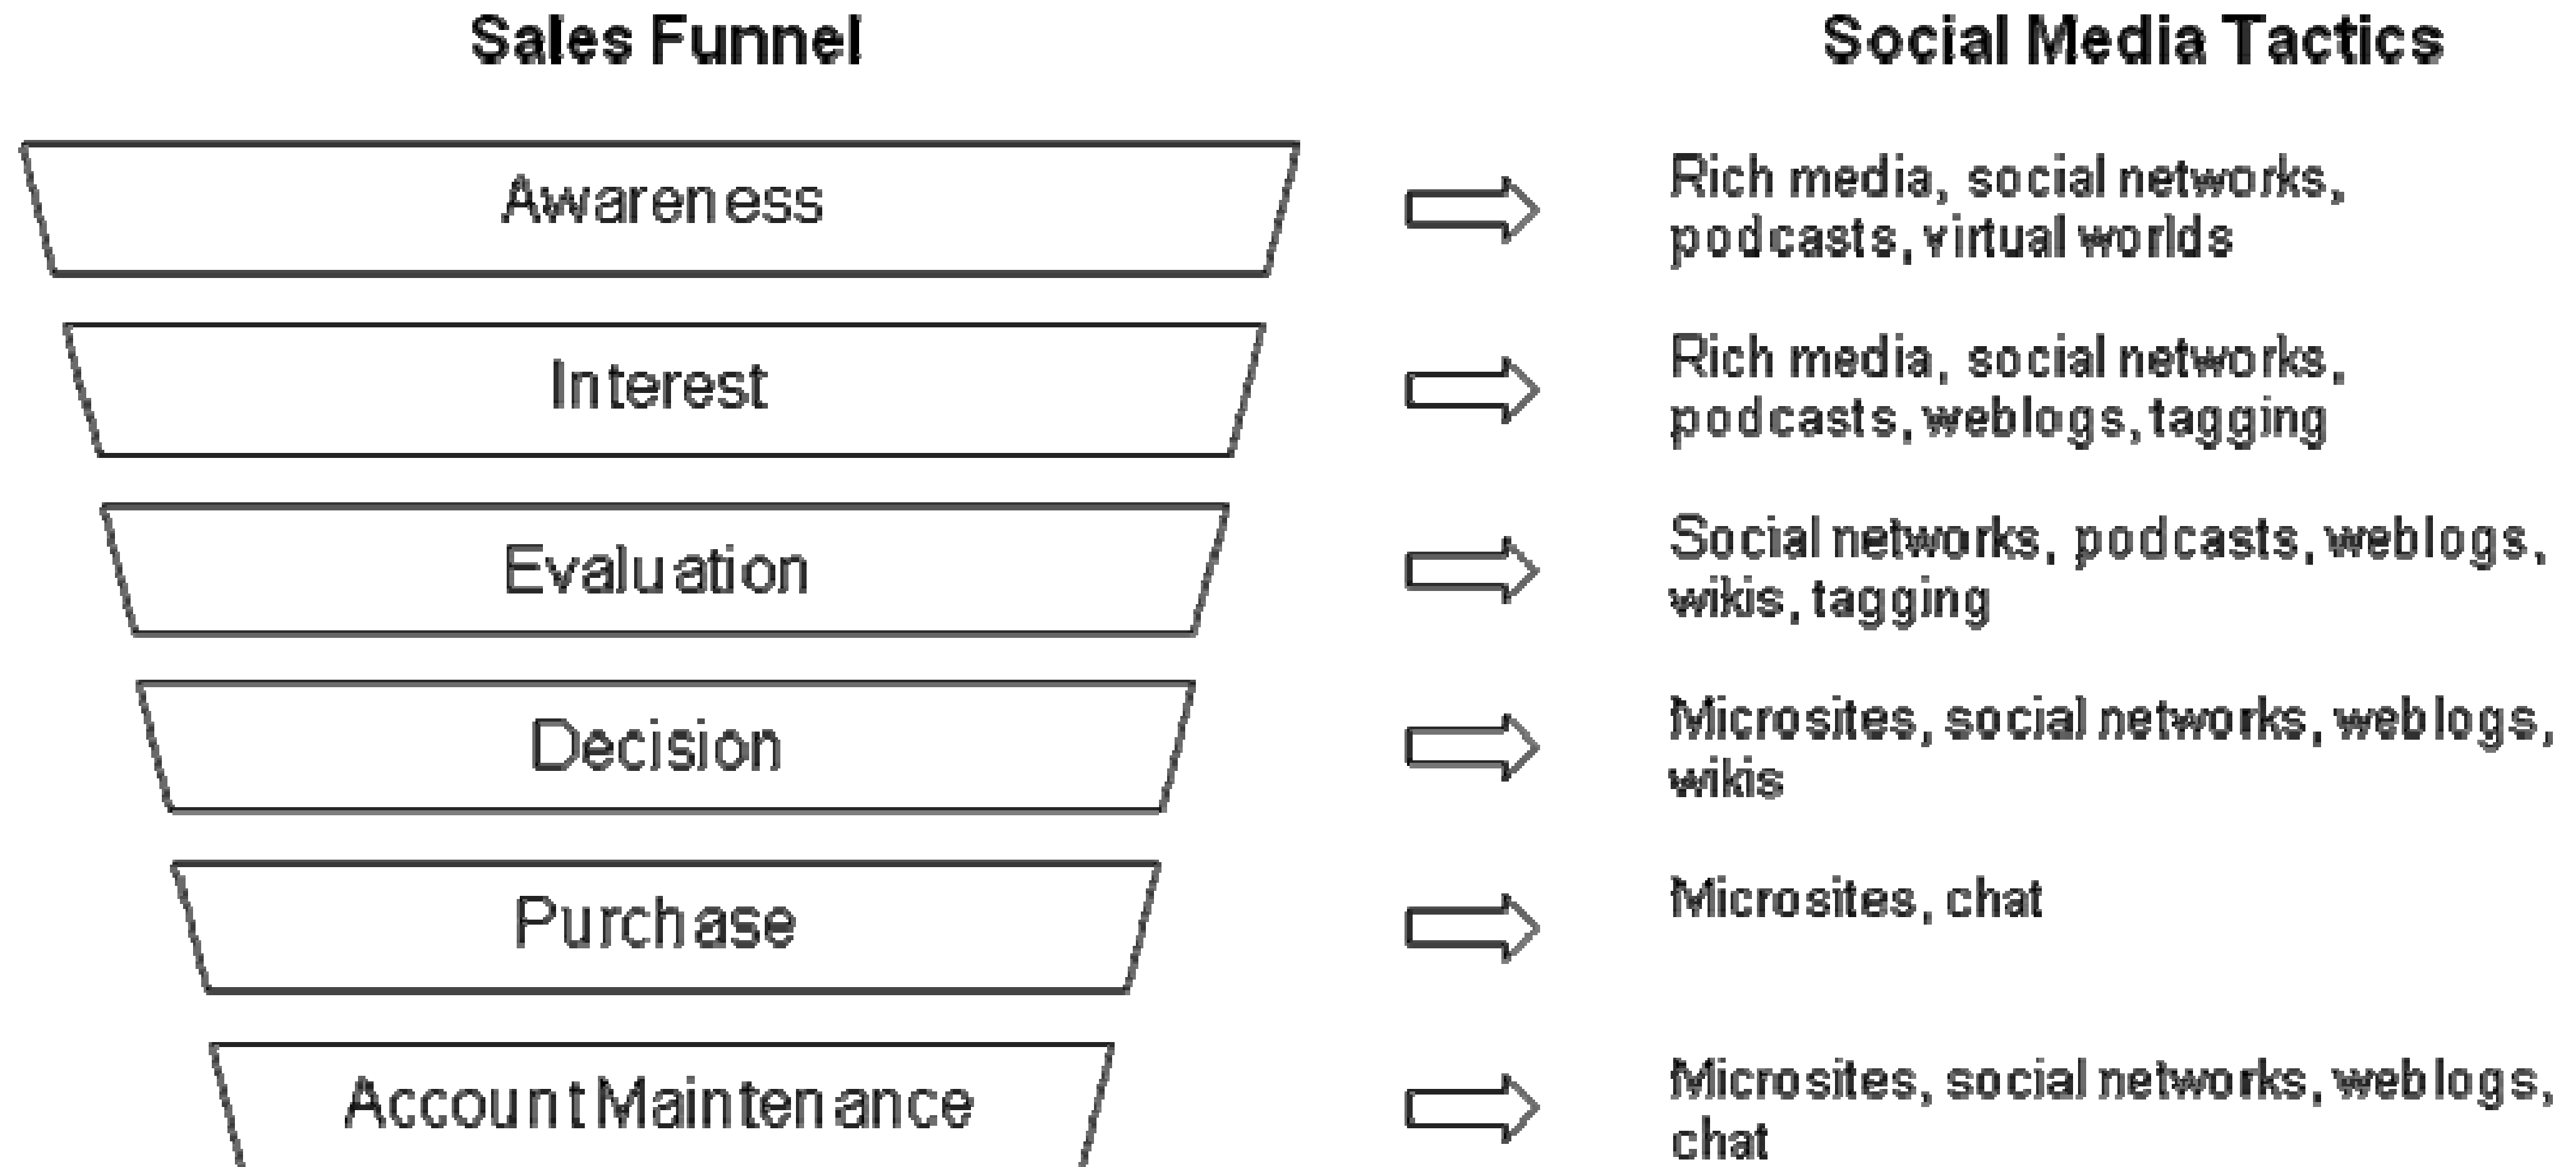 Sales Funnel
Social Media Tactics
Awareness
Rich media, social networks,
podcasts, virtual worlds
Interest
Rich media, social networks,
podcasts, weblogs, tagging
Evaluation
Social networks, podcasts, weblogs,
wikis, tagging
Decision
Microsites, social networks, weblogs,
wikis
Purchase
Microsites, chat
Account Maintenance
Microsites, social networks, weblogs,
chat